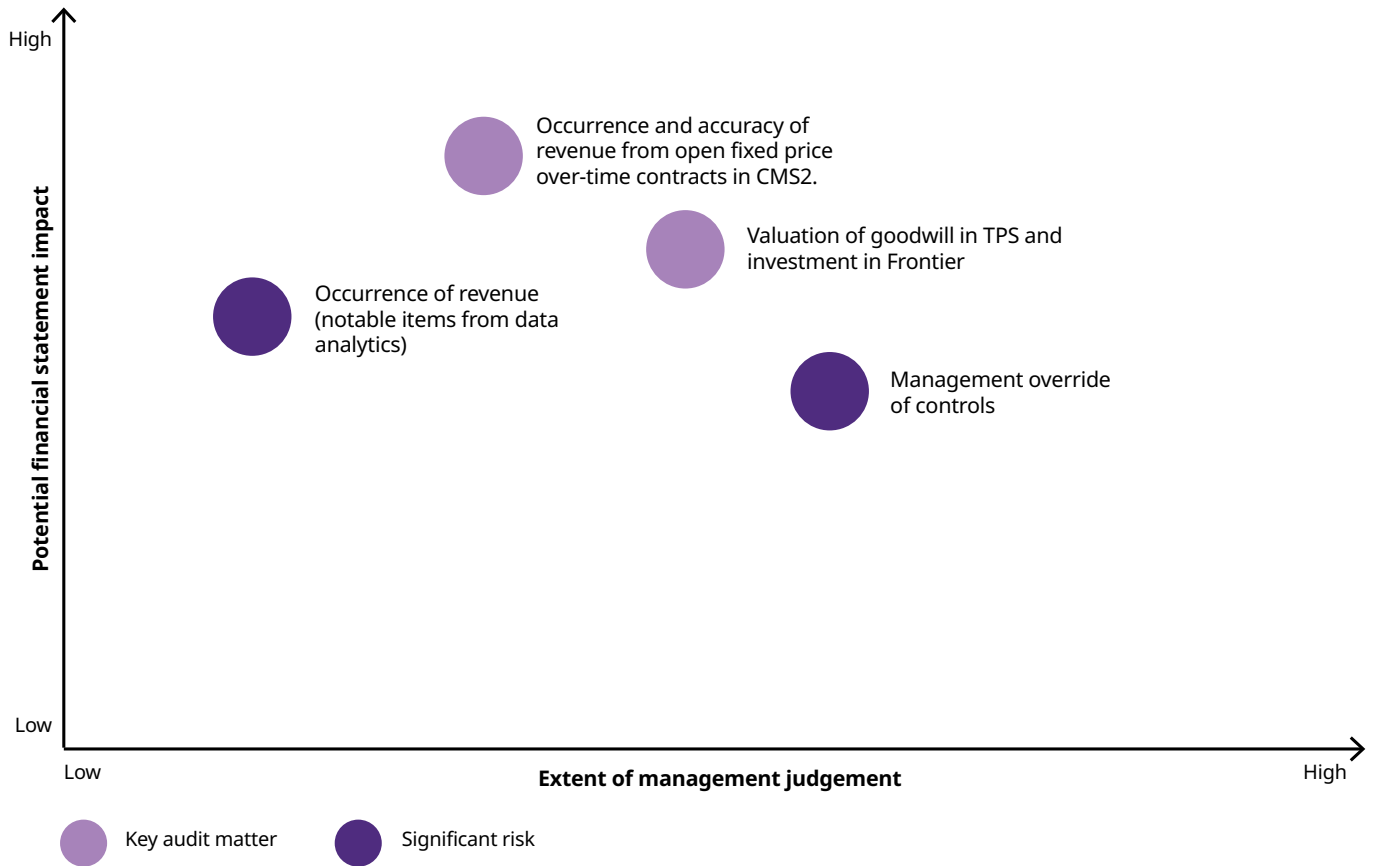 High
Occurrence and accuracy of
revenue from open fixed price
over-time contracts in CMS2.
Valuation of goodwill in TPS and
investment in Frontier
Occurrence of revenue
(notable items from data
analytics)
Management override
of controls
Potential financial statement impact
Low
Low
Extent of management judgement
High
Key audit matter
Significant risk